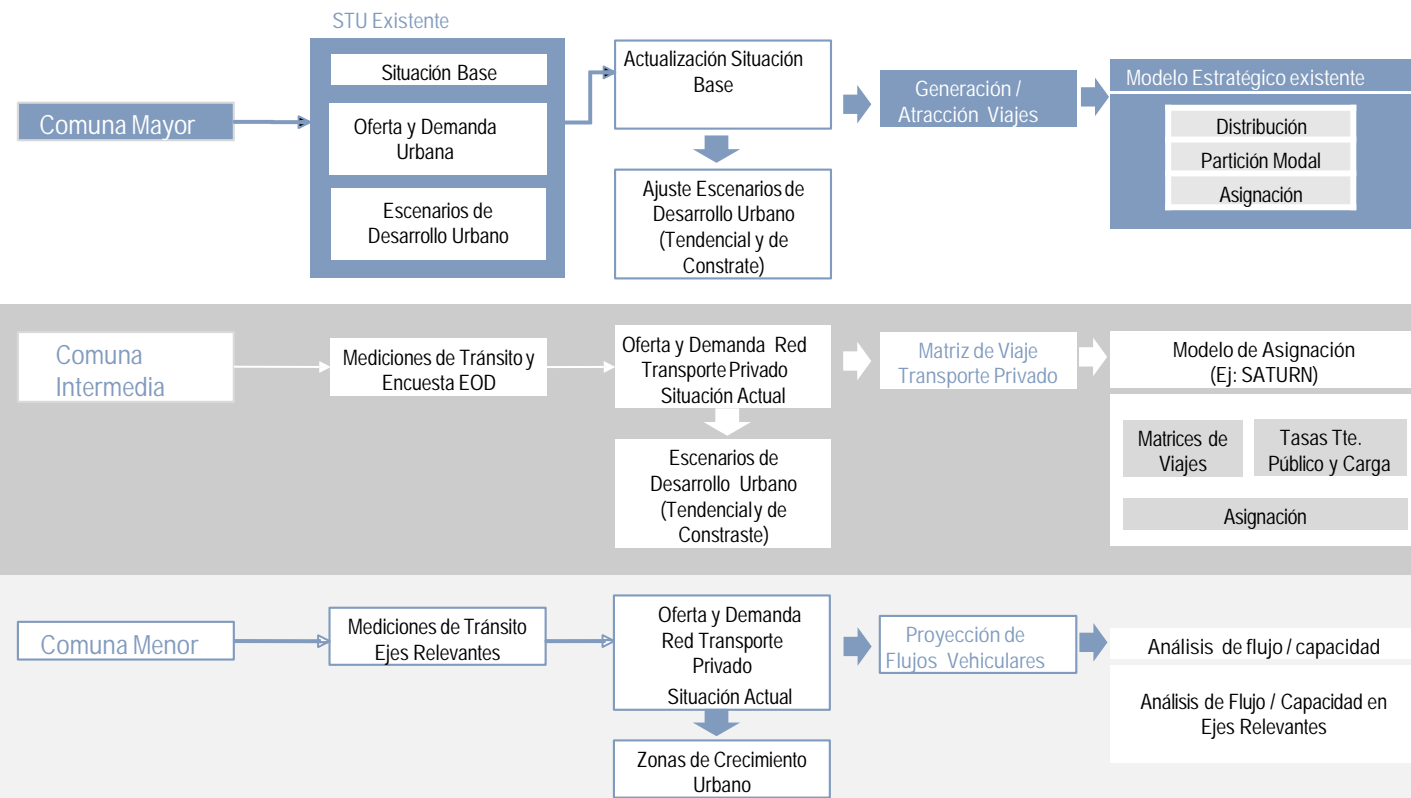 STU Existente
Comuna Mayor
Situación Base
Oferta y Demanda
Urbana
Escenarios de
Desarrollo Urbano
Actualización Situación
Base
Ajuste Escenarios de
Desarrollo Urbano
(Tendencial y de
Constrate)
Generación /
Atracción Viajes
Modelo Estratégico existente
Distribución
Partición Modal
Asignación
Comuna
Intermedia
Mediciones de Tránsito y
Encuesta EOD
Oferta y Demanda Red
Transporte Privado
Situación Actual
Escenarios de
Desarrollo Urbano
(Tendencial y de
Constraste)
Matriz de Viaje
Transporte Privado
Modelo de Asignación
(Ej: SATURN)
Matrices de
Viajes
Tasas Tte.
Público y Carga
Asignación
Comuna Menor
Mediciones de Tránsito
Ejes Relevantes
Oferta y Demanda
Red Transporte
Privado
Situación Actual
Zonas de Crecimiento
Urbano
Proyección de
Flujos Vehiculares
Análisis de flujo / capacidad
Análisis de Flujo / Capacidad en
Ejes Relevantes